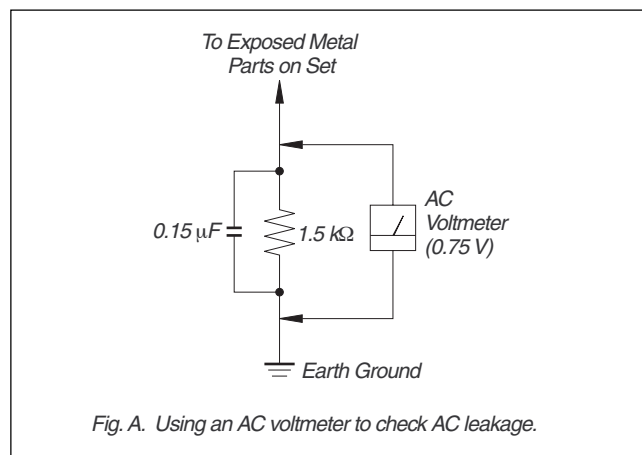 To Exposed Metal
Parts on Set
0.15 μF
1.5 kΩ
AC
Voltmeter
(0.75 V)
Earth Ground
Fig. A. Using an AC voltmeter to check AC leakage.